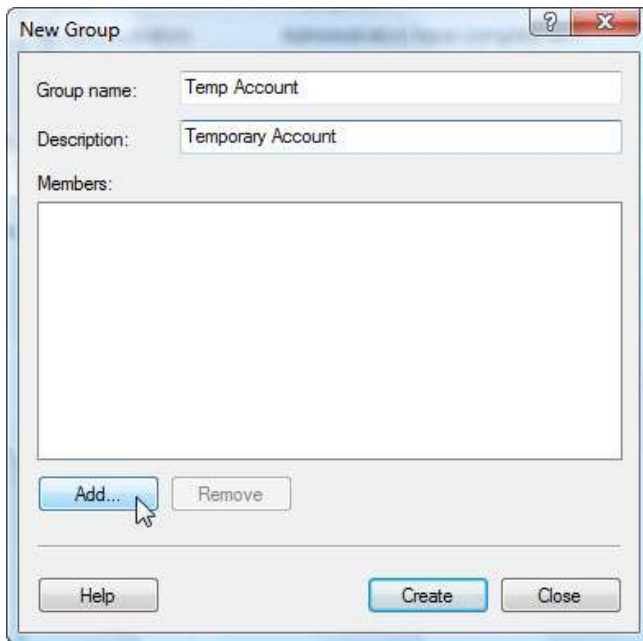 New Group
Group name: Temp Account
Description: Temporary Account
Members:
Add... Remove
Help Create Close